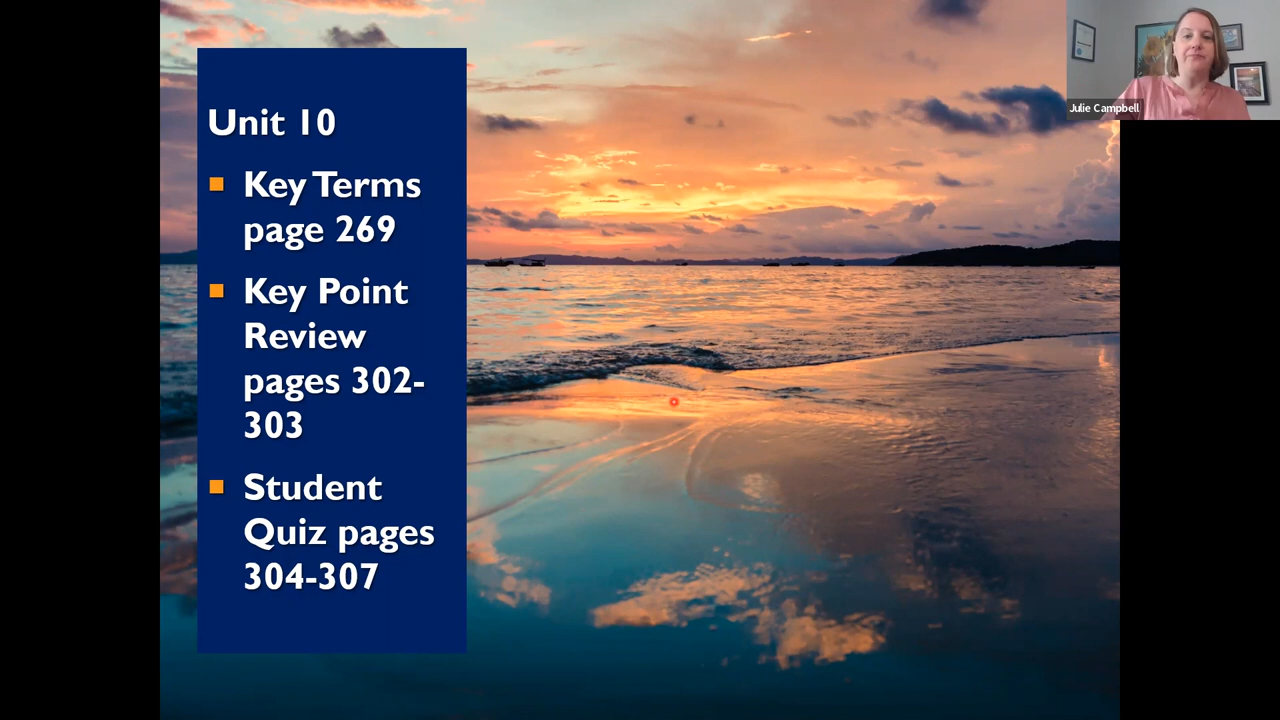 Unit 10
Key Terms
page 269
Key Point
Review
pages 302-
303
Student
Quiz pages
304-307
Julie Campbell